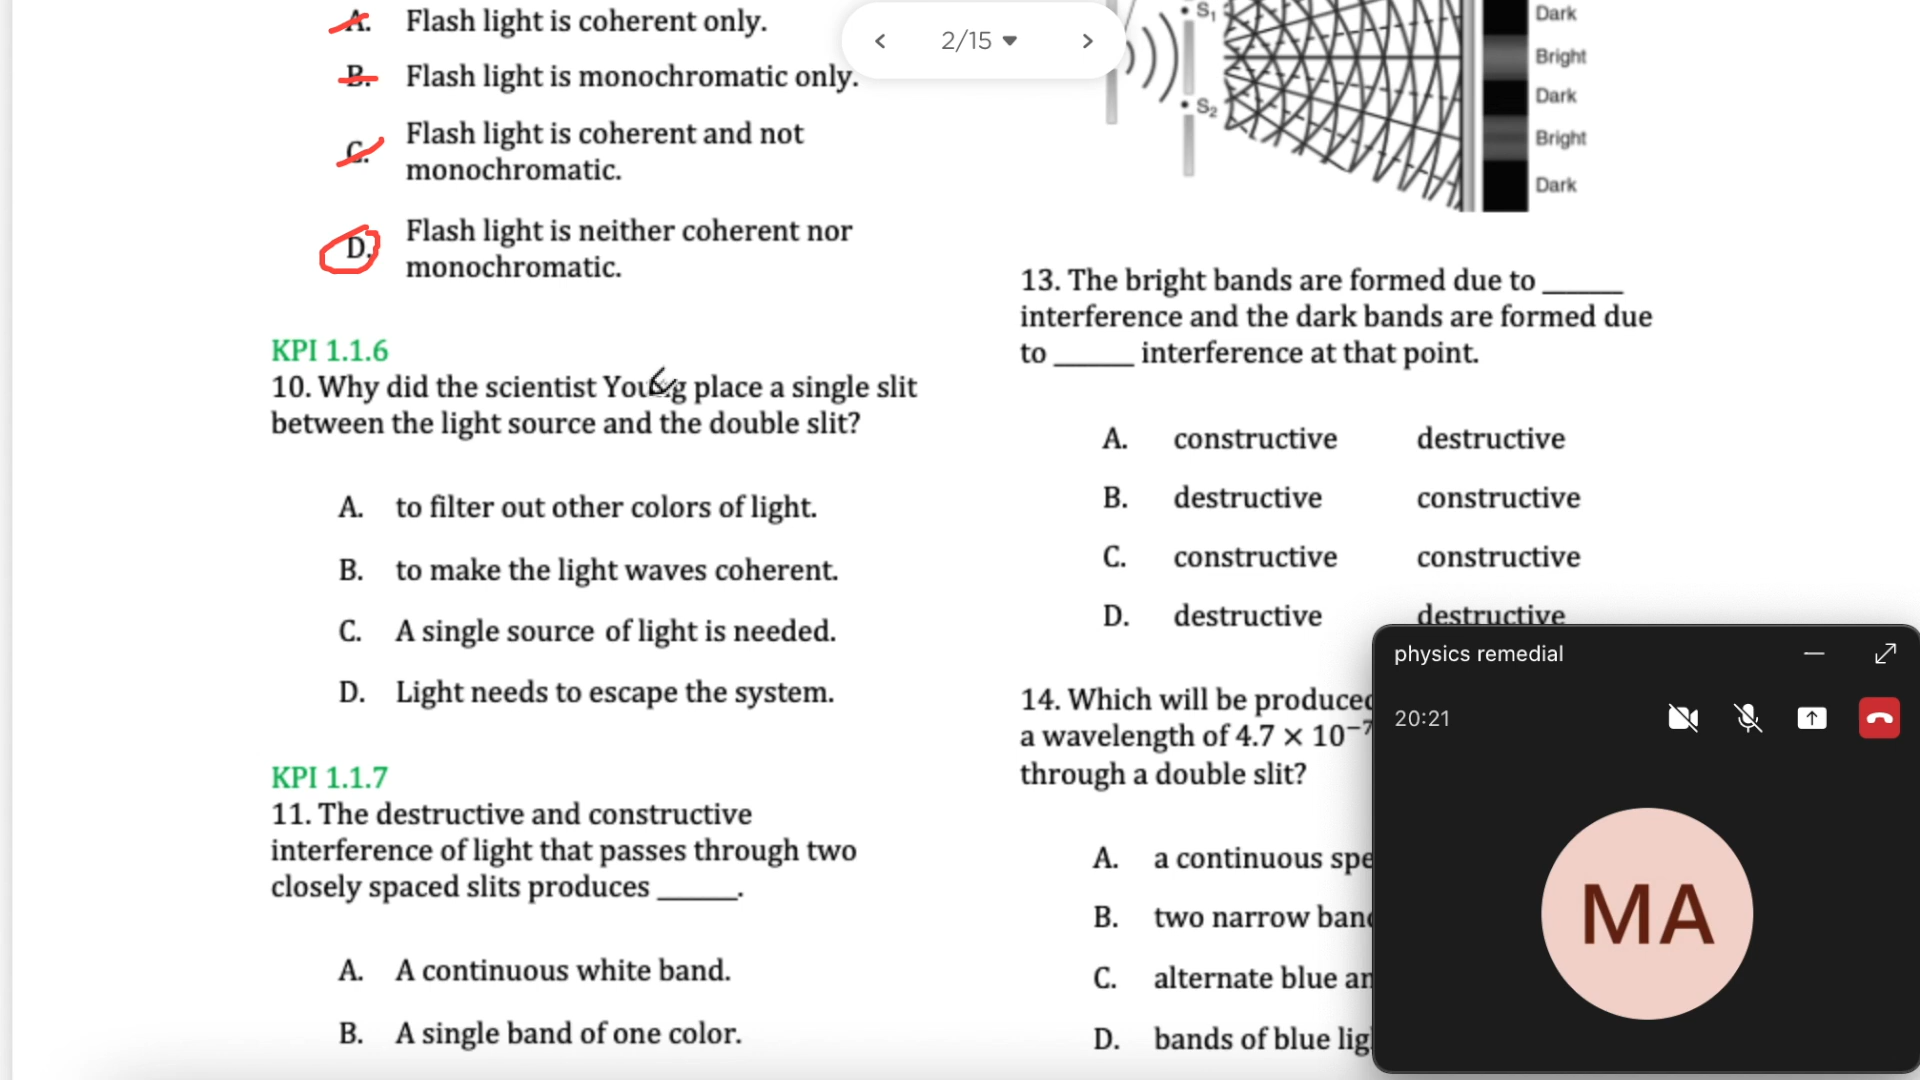 A. Flash light is coherent only.
B. Flash light is monochromatic only.
C. Flash light is coherent and not
monochromatic.
D. Flash light is neither coherent nor
monochromatic.
KPI 1.1.6
10. Why did the scientist Young place a single slit
between the light source and the double slit?
A. to filter out other colors of light.
B. to make the light waves coherent.
C. A single source of light is needed.
D. Light needs to escape the system.
KPI 1.1.7
11. The destructive and constructive
interference of light that passes through two
closely spaced slits produces ______.
A. A continuous white band.
B. A single band of one color.
2/15
S1
S2
Dark
Bright
Dark
Bright
Dark
13. The bright bands are formed due to ______
interference and the dark bands are formed due
to ______ interference at that point.
A. constructive destructive
B. destructive constructive
C. constructive constructive
D. destructive destructive
14. Which will be produced
a wavelength of 4.7 × 10⁻⁷
through a double slit?
A. a continuous spe
B. two narrow ban
C. alternate blue an
D. bands of blue lig
physics remedial
20:21
MA